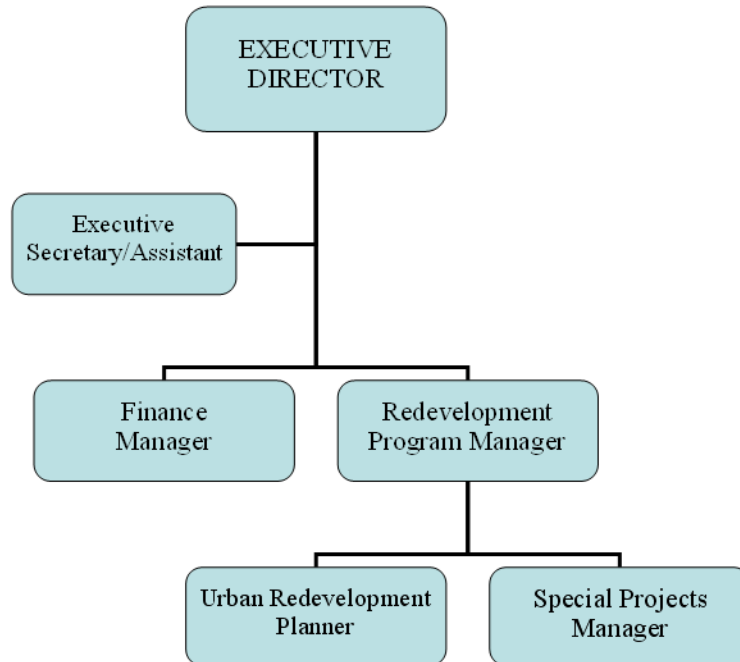 EXECUTIVE
DIRECTOR
Executive
Secretary/Assistant
Finance
Manager
Redevelopment
Program Manager
Urban Redevelopment
Planner
Special Projects
Manager